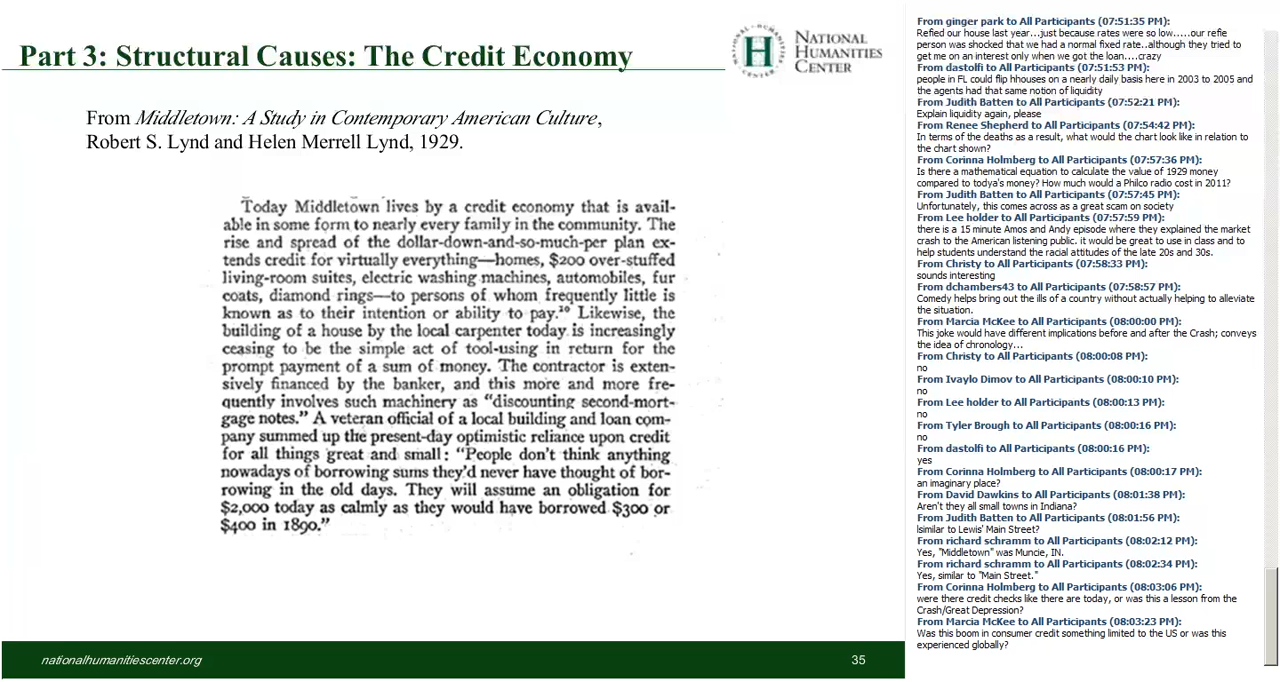 Part 3: Structural Causes: The Credit Economy
NATIONAL
HUMANITIES
CENTER
From Middletown: A Study in Contemporary American Culture,
Robert S. Lynd and Helen Merrell Lynd, 1929.
Today Middletown lives by a credit economy that is avail-
able in some form to nearly every family in the community. The
rise and spread of the dollar-down-and-so-much-per plan ex-
tends credit for virtually everything—homes, $200 over-stuffed
living-room suites, electric washing machines, automobiles, fur
coats, diamond rings—to persons of whom frequently little is
known as to their intention or ability to pay.10 Likewise, the
building of a house by the local carpenter today is increasingly
ceasing to be the simple act of tool-using in return for the
prompt payment of a sum of money. The contractor is exten-
sively financed by the banker, and this more and more fre-
quently involves such machinery as "discounting second-mort-
gage notes." A veteran official of a local building and loan com-
pany summed up the present-day optimistic reliance upon credit
for all things great and small: "People don't think anything
nowadays of borrowing sums they'd never have thought of bor-
rowing in the old days. They will assume an obligation for
$2,000 today as calmly as they would have borrowed $300 or
$400 in 1890."
nationalhumanitiescenter.org
35
From ginger park to All Participants (07:51:35 PM):
Refied our house last year...just because rates were so low.....our refie
person was shocked that we had a normal fixed rate..although they tried to
get me on an interest only when we got the loan....crazy
From dastolfi to All Participants (07:51:53 PM):
people in FL could flip hhouses on a nearly daily basis here in 2003 to 2005 and
the agents had that same notion of liquidity
From Judith Batten to All Participants (07:52:21 PM):
Explain liquidity again, please
From Renee Shepherd to All Participants (07:54:42 PM):
In terms of the deaths as a result, what would the chart look like in relation to
the chart shown?
From Corinna Holmberg to All Participants (07:57:36 PM):
Is there a mathematical equation to calculate the value of 1929 money
compared to todya's money? How much would a Philco radio cost in 2011?
From Judith Batten to All Participants (07:57:45 PM):
Unfortunately, this comes across as a great scam on society
From Lee holder to All Participants (07:57:59 PM):
there is a 15 minute Amos and Andy episode where they explained the market
crash to the American listening public. it would be great to use in class and to
help students understand the racial attitudes of the late 20s and 30s.
From Christy to All Participants (07:58:33 PM):
sounds interesting
From dchambers43 to All Participants (07:58:57 PM):
Comedy helps bring out the ills of a country without actually helping to alleviate
the situation.
From Marcia McKee to All Participants (08:00:00 PM):
This joke would have different implications before and after the Crash; conveys
the idea of chronology...
From Christy to All Participants (08:00:08 PM):
no
From Ivaylo Dimov to All Participants (08:00:10 PM):
no
From Lee holder to All Participants (08:00:13 PM):
no
From Tyler Brough to All Participants (08:00:16 PM):
no
From dastolfi to All Participants (08:00:16 PM):
yes
From Corinna Holmberg to All Participants (08:00:17 PM):
an imaginary place?
From David Dawkins to All Participants (08:01:38 PM):
Aren't they all small towns in Indiana?
From Judith Batten to All Participants (08:01:56 PM):
Isimilar to Lewis' Main Street?
From richard schramm to All Participants (08:02:12 PM):
Yes, "Middletown" was Muncie, IN.
From richard schramm to All Participants (08:02:34 PM):
Yes, similar to "Main Street."
From Corinna Holmberg to All Participants (08:03:06 PM):
were there credit checks like there are today, or was this a lesson from the
Crash/Great Depression?
From Marcia McKee to All Participants (08:03:23 PM):
Was this boom in consumer credit something limited to the US or was this
experienced globally?